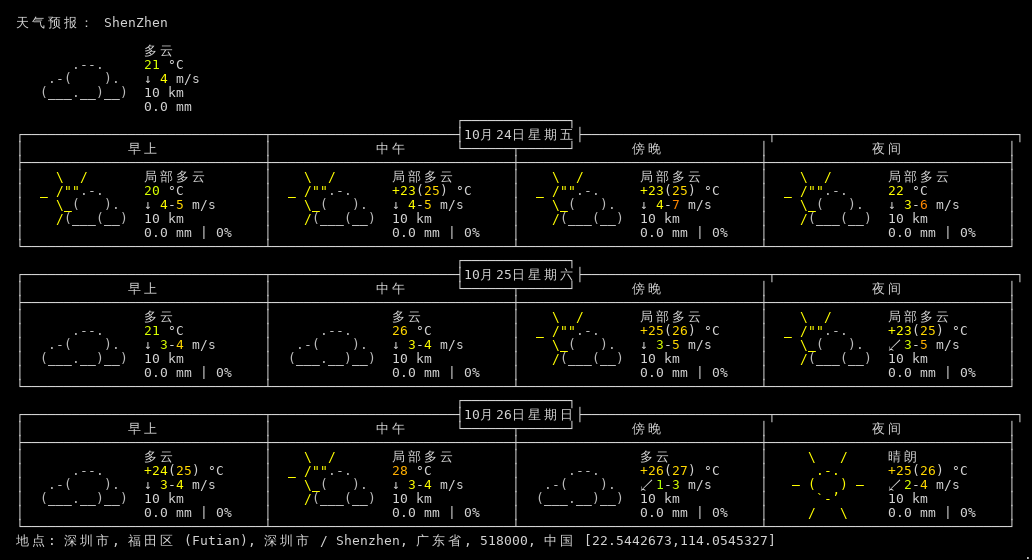 天气预报： ShenZhen
多云
21 °C
↓ 4 m/s
10 km
0.0 mm
10月24日星期五
早上 中午 傍晚 夜间
局部多云 局部多云 局部多云 局部多云
20 °C +23(25) °C +23(25) °C 22 °C
↓ 4-5 m/s ↓ 4-5 m/s ↓ 4-7 m/s ↓ 3-6 m/s
10 km 10 km 10 km 10 km
0.0 mm | 0% 0.0 mm | 0% 0.0 mm | 0% 0.0 mm | 0%
10月25日星期六
早上 中午 傍晚 夜间
多云 多云 局部多云 局部多云
21 °C 26 °C +25(26) °C +23(25) °C
↓ 3-4 m/s ↓ 3-4 m/s ↓ 3-5 m/s ↙ 3-5 m/s
10 km 10 km 10 km 10 km
0.0 mm | 0% 0.0 mm | 0% 0.0 mm | 0% 0.0 mm | 0%
10月26日星期日
早上 中午 傍晚 夜间
多云 局部多云 多云 晴朗
+24(25) °C 28 °C +26(27) °C +25(26) °C
↓ 3-4 m/s ↓ 3-4 m/s ↙ 1-3 m/s ↙ 2-4 m/s
10 km 10 km 10 km 10 km
0.0 mm | 0% 0.0 mm | 0% 0.0 mm | 0% 0.0 mm | 0%
地点: 深圳市, 福田区 (Futian), 深圳市 / Shenzhen, 广东省, 518000, 中国 [22.5442673,114.0545327]